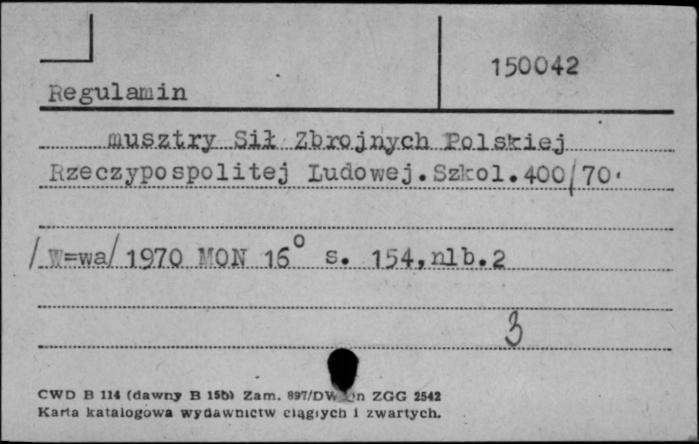 150042
Regulamin
musztry Sił Zbrojnych Polskiej
Rzeczypospolitej Ludowej.Szkol.400/70.
/W=wa/ 1970 MON 16° s. 154,nlb.2
3
CWD B 114 (dawny B 15b) Zam. 897/DW ZGG 2542
Karta katalogowa wydawnictw ciągłych i zwartych.